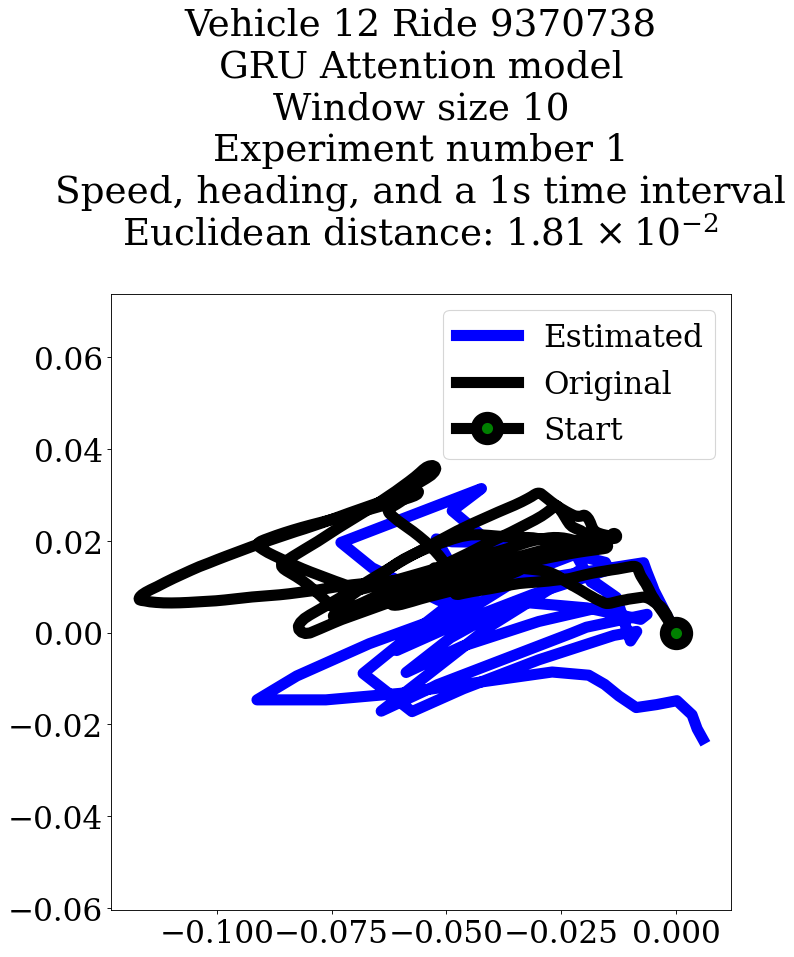 Vehicle 12 Ride 9370738
GRU Attention model
Window size 10
Experiment number 1
Speed, heading, and a 1s time interval
Euclidean distance: 1.81 × 10⁻²
Estimated
Original
Start
0.06
0.04
0.02
0.00
−0.02
−0.04
−0.06
−0.100 −0.075 −0.050 −0.025 0.000